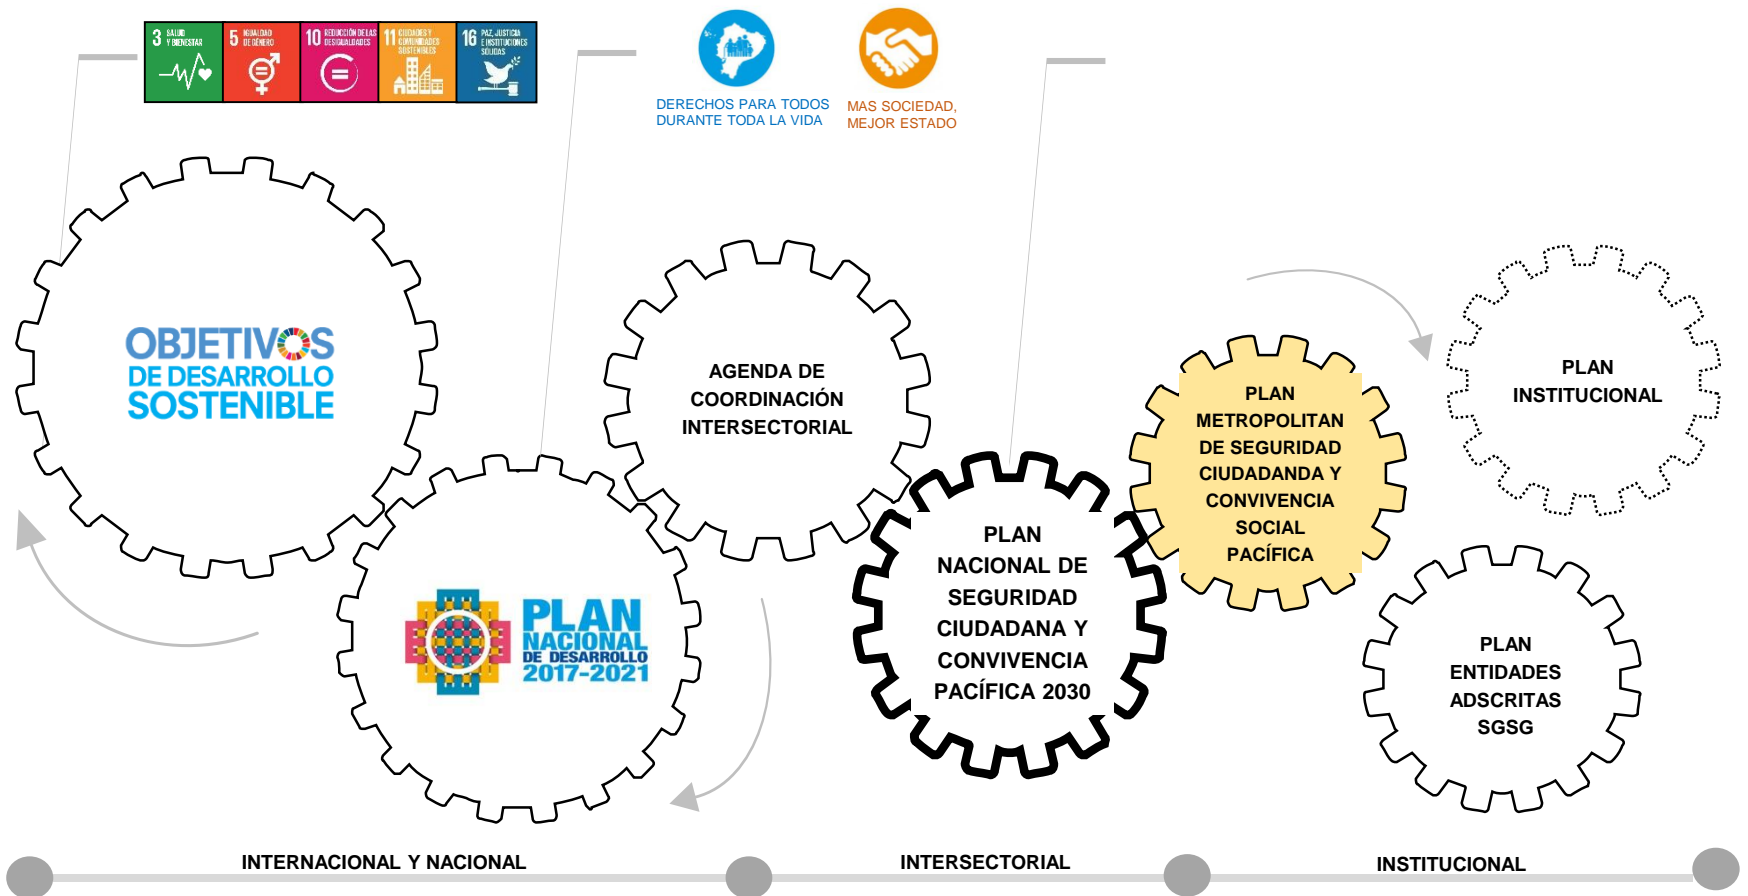 3 SALUD
Y BIENESTAR
5 IGUALDAD
DE GÉNERO
10 REDUCCIÓN DE LAS
DESIGUALDADES
11 CIUDADES Y
COMUNIDADES
SOSTENIBLES
16 PAZ, JUSTICIA
E INSTITUCIONES
SÓLIDAS
DERECHOS PARA TODOS
DURANTE TODA LA VIDA
MAS SOCIEDAD,
MEJOR ESTADO
OBJETIVOS
DE DESARROLLO
SOSTENIBLE
PLAN
NACIONAL
DE DESARROLLO
2017-2021
AGENDA DE
COORDINACIÓN
INTERSECTORIAL
PLAN
NACIONAL DE
SEGURIDAD
CIUDADANA Y
CONVIVENCIA
PACÍFICA 2030
PLAN
METROPOLITAN
DE SEGURIDAD
CIUDADANDA Y
CONVIVENCIA
SOCIAL
PACÍFICA
PLAN
INSTITUCIONAL
PLAN
ENTIDADES
ADSCRITAS
SGSG
INTERNACIONAL Y NACIONAL
INTERSECTORIAL
INSTITUCIONAL